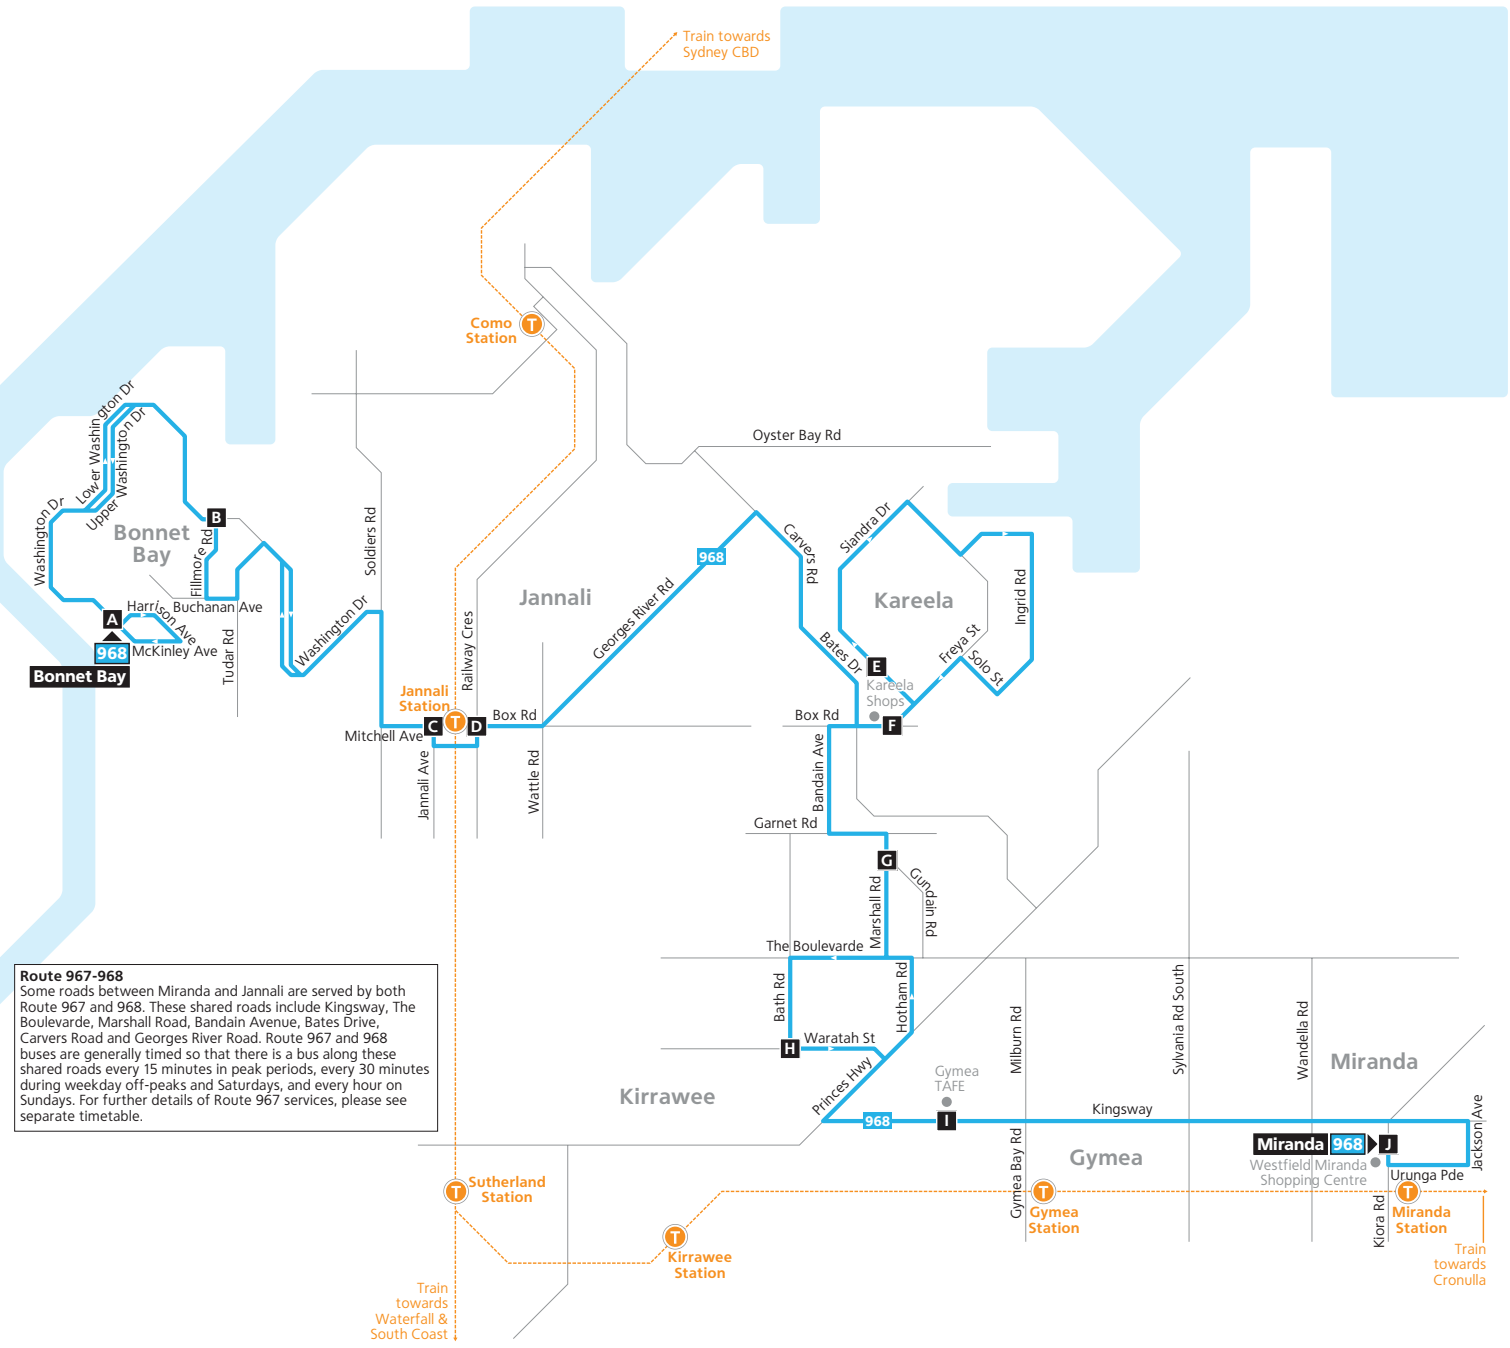 Train towards
Sydney CBD
Como
Station
Oyster Bay Rd
Lower Washington Dr
Upper Washington Dr
Washington Dr
Bonnet
Bay
B
Fillmore Rd
Soldiers Rd
Siandra Dr
Carvers Rd
968
Georges River Rd
Jannali
Kareela
Ingrid Rd
A
Harrison Ave
Buchanan Ave
McKinley Ave
968
Bonnet Bay
Tudar Rd
Washington Dr
Railway Cres
Bates Dr
Freya St
Solo St
E
Kareela
Shops
Jannali
Station
C
T
D
Box Rd
Box Rd
F
Mitchell Ave
Jannali Ave
Wattle Rd
Bandain Ave
Garnet Rd
G
Gundain Rd
Marshall Rd
The Boulevarde
Route 967-968
Some roads between Miranda and Jannali are served by both
Route 967 and 968. These shared roads include Kingsway, The
Boulevarde, Marshall Road, Bandain Avenue, Bates Drive,
Carvers Road and Georges River Road. Route 967 and 968
buses are generally timed so that there is a bus along these
shared roads every 15 minutes in peak periods, every 30 minutes
during weekday off-peaks and Saturdays, and every hour on
Sundays. For further details of Route 967 services, please see
separate timetable.
Bath Rd
Hotham Rd
H
Waratah St
Princes Hwy
Kirrawee
Milburn Rd
Sylvania Rd South
Wandella Rd
Miranda
Gymea
TAFE
968
I
Kingsway
Gymea Bay Rd
Gymea
Miranda
968
J
Jackson Ave
Westfield Miranda
Shopping Centre
Urunga Pde
Kiora Rd
T
Sutherland
Station
T
Kirrawee
Station
T
Gymea
Station
T
Miranda
Station
Train
towards
Cronulla
Train
towards
Waterfall &
South Coast
T